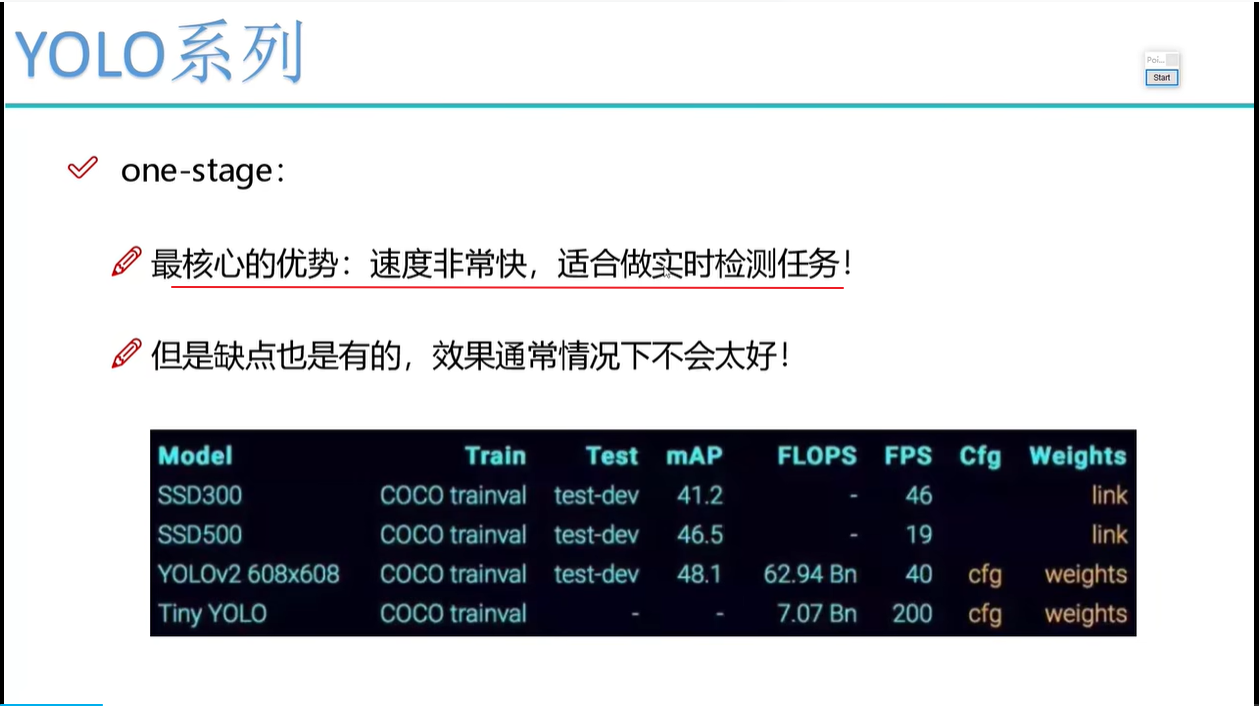 YOLO系列
Poi...
Start
one-stage：
最核心的优势：速度非常快，适合做实时检测任务！
但是缺点也是有的，效果通常情况下不会太好！
Model Train Test mAP FLOPS FPS Cfg Weights
SSD300 COCO trainval test-dev 41.2 - 46 link
SSD500 COCO trainval test-dev 46.5 - 19 link
YOLOv2 608x608 COCO trainval test-dev 48.1 62.94 Bn 40 cfg weights
Tiny YOLO COCO trainval - - 7.07 Bn 200 cfg weights